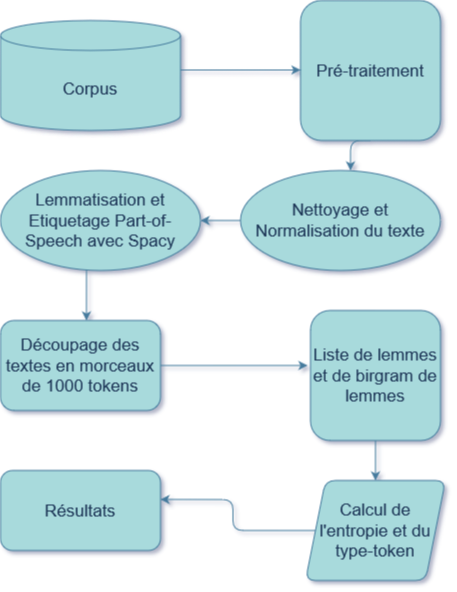 Corpus
Pré-traitement
Nettoyage et
Normalisation du texte
Lemmatisation et
Etiquetage Part-of-
Speech avec Spacy
Découpage des
textes en morceaux
de 1000 tokens
Liste de lemmes
et de birgram de
lemmes
Calcul de
l'entropie et du
type-token
Résultats